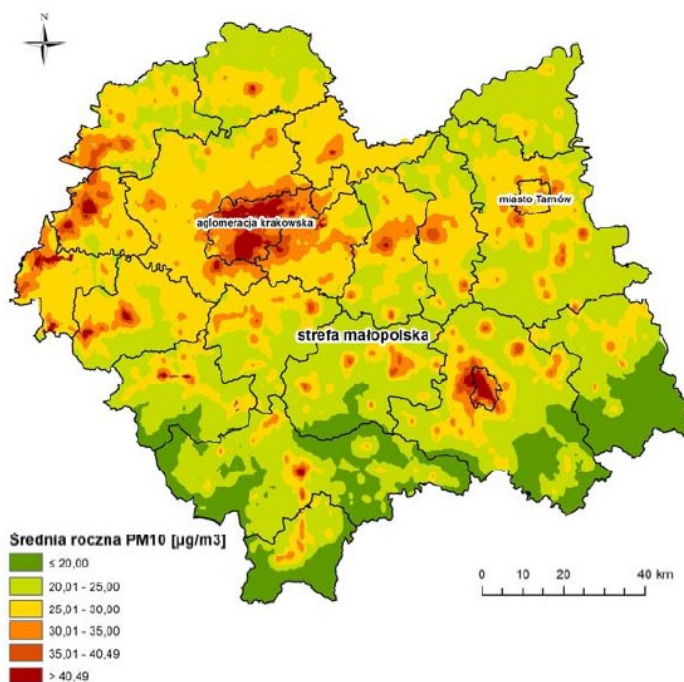 N
aglomeracja krakowska
miasto Tarnów
strefa małopolska
Średnia roczna PM10 [µg/m3]
≤ 20,00
20,01 - 25,00
25,01 - 30,00
30,01 - 35,00
35,01 - 40,49
> 40,49
0 10 20 40 km